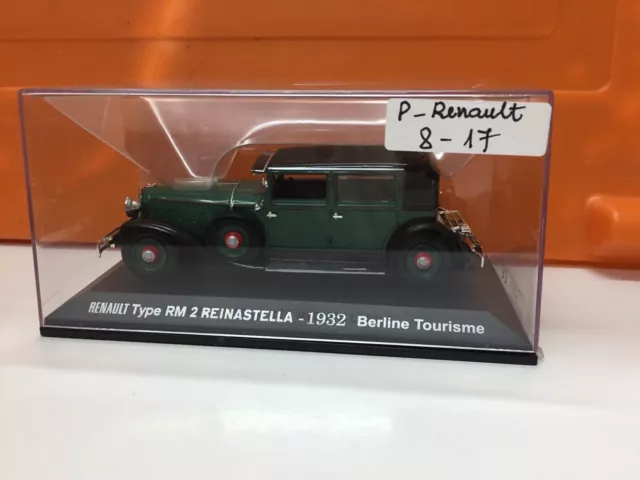 P-Renault
8-17
RENAULT Type RM 2 REINASTELLA - 1932 Berline Tourisme